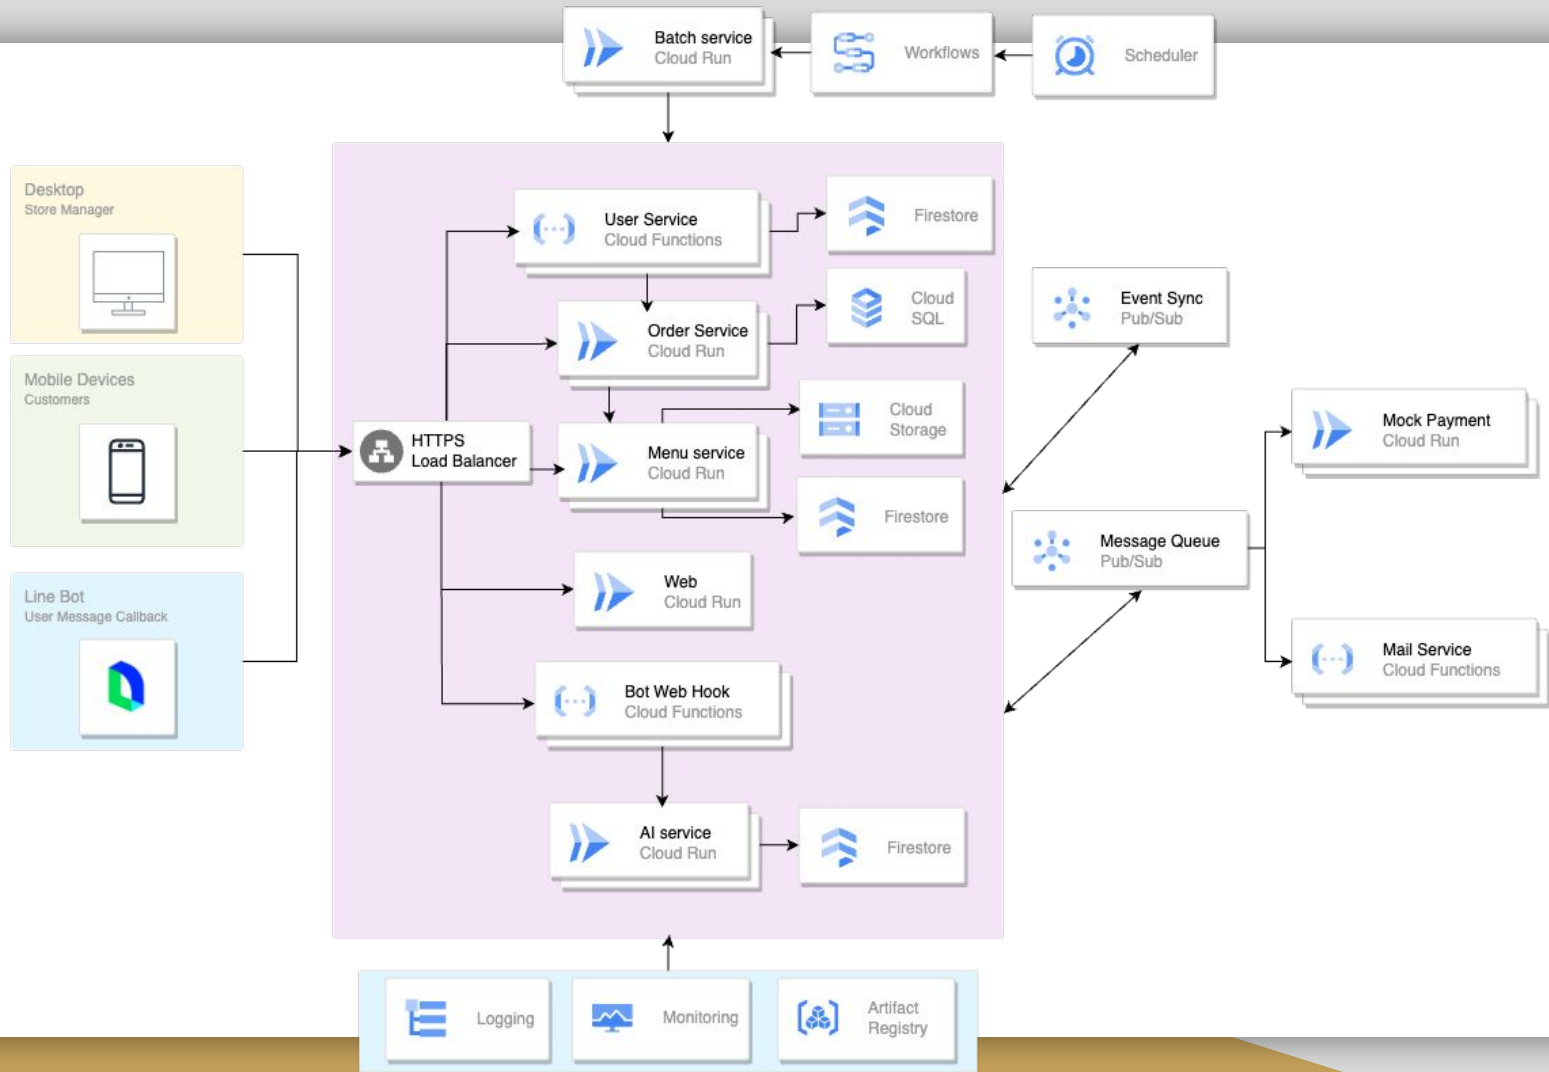 Batch service
Cloud Run
Workflows
Scheduler
Desktop
Store Manager
User Service
Cloud Functions
Firestore
Order Service
Cloud Run
Cloud
SQL
Event Sync
Pub/Sub
Mobile Devices
Customers
Cloud
Storage
Mock Payment
Cloud Run
HTTPS
Load Balancer
Menu service
Cloud Run
Firestore
Message Queue
Pub/Sub
Line Bot
User Message Callback
Web
Cloud Run
Mail Service
Cloud Functions
Bot Web Hook
Cloud Functions
AI service
Cloud Run
Firestore
Logging
Monitoring
Artifact
Registry